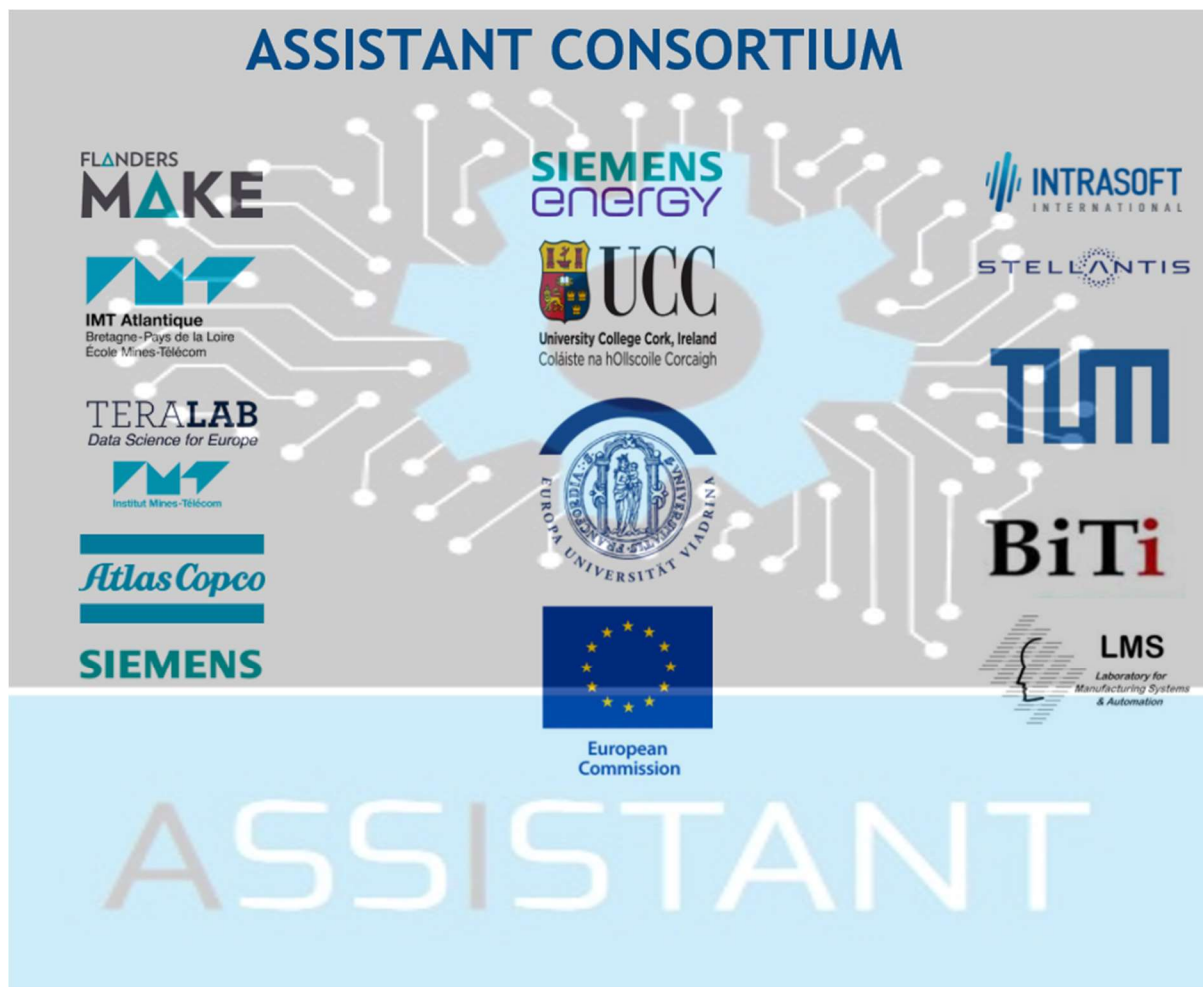 ASSISTANT CONSORTIUM
FLANDERS
MAKE
IMT Atlantique
Bretagne-Pays de la Loire
École Mines-Télécom
TERALAB
Data Science for Europe
IMT
Institut Mines-Télécom
Atlas Copco
SIEMENS
SIEMENS
energy
UCC
University College Cork, Ireland
Coláiste na hOllscoile Corcaigh
EUROPA UNIVERSITÄT VIADRINA
European
Commission
INTRASOFT
INTERNATIONAL
STELLANTIS
TUM
BiTi
LMS
Laboratory for
Manufacturing Systems
& Automation
ASSISTANT